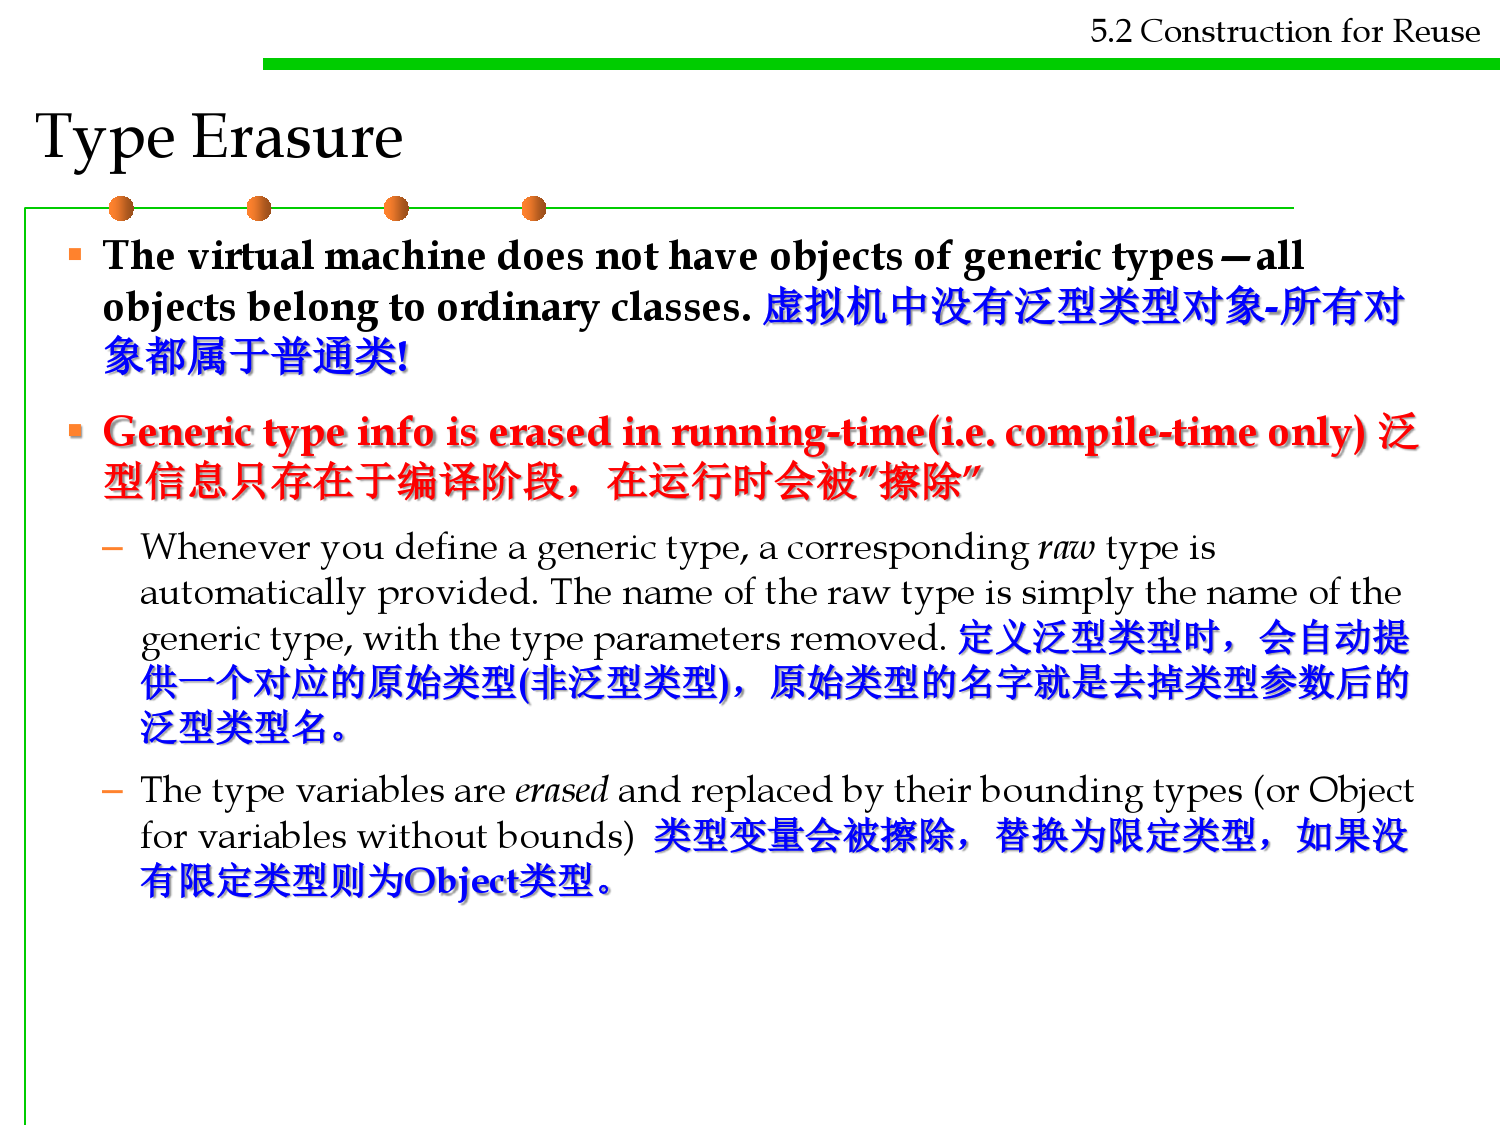 5.2 Construction for Reuse
Type Erasure
The virtual machine does not have objects of generic types—all
objects belong to ordinary classes. 虚拟机中没有泛型类型对象-所有对
象都属于普通类!
Generic type info is erased in running-time(i.e. compile-time only) 泛
型信息只存在于编译阶段，在运行时会被”擦除”
– Whenever you define a generic type, a corresponding raw type is
automatically provided. The name of the raw type is simply the name of the
generic type, with the type parameters removed. 定义泛型类型时，会自动提
供一个对应的原始类型(非泛型类型)，原始类型的名字就是去掉类型参数后的
泛型类型名。
– The type variables are erased and replaced by their bounding types (or Object
for variables without bounds) 类型变量会被擦除，替换为限定类型，如果没
有限定类型则为Object类型。